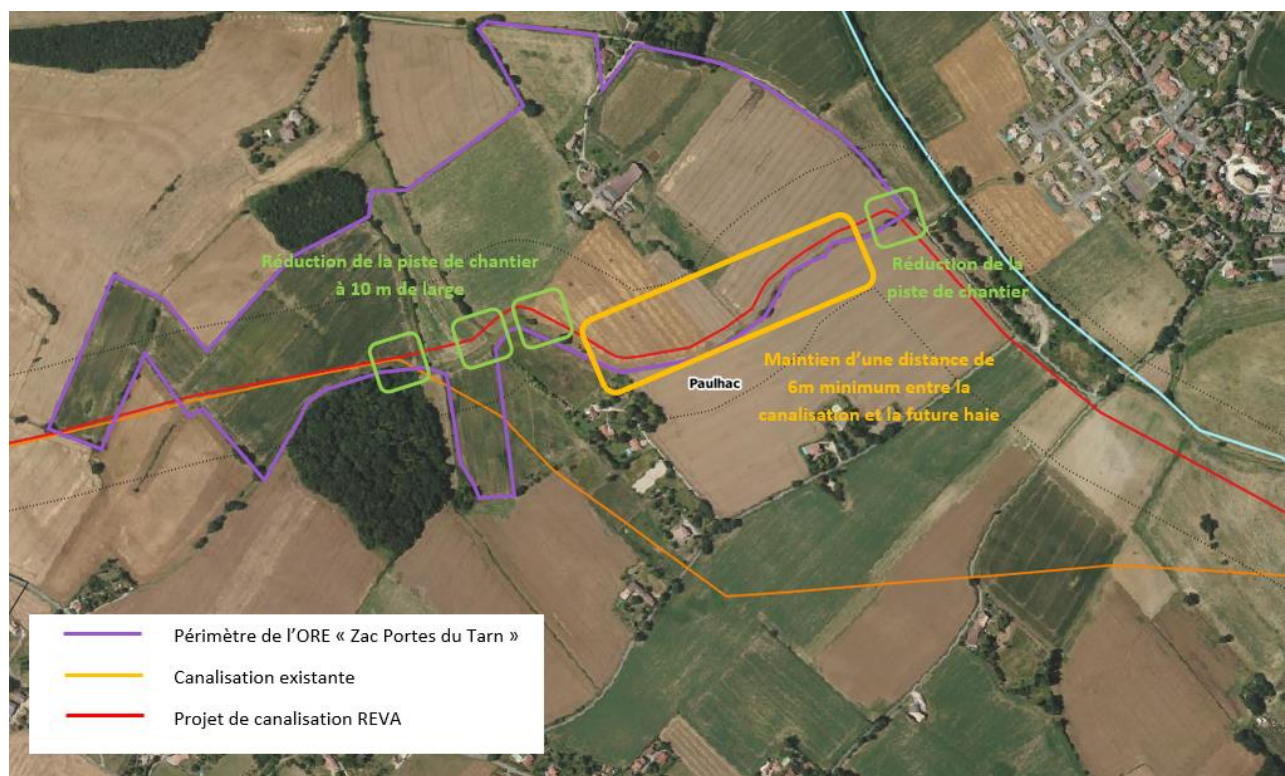 Réduction de la piste de chantier
à 10 m de large
Réduction de la
piste de chantier
Paulhac
Maintien d’une distance de
6m minimum entre la
canalisation et la future haie
Périmètre de l’ORE « Zac Portes du Tarn »
Canalisation existante
Projet de canalisation REVA